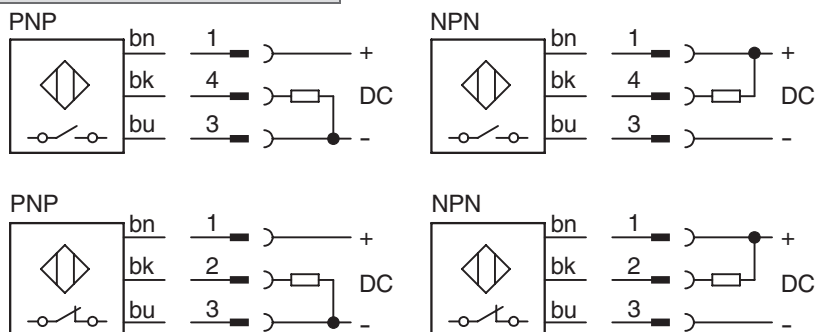 PNP
bn 1 +
bk 4 DC
bu 3 -
NPN
bn 1 +
bk 4 DC
bu 3 -
PNP
bn 1 +
bk 2 DC
bu 3 -
NPN
bn 1 +
bk 2 DC
bu 3 -